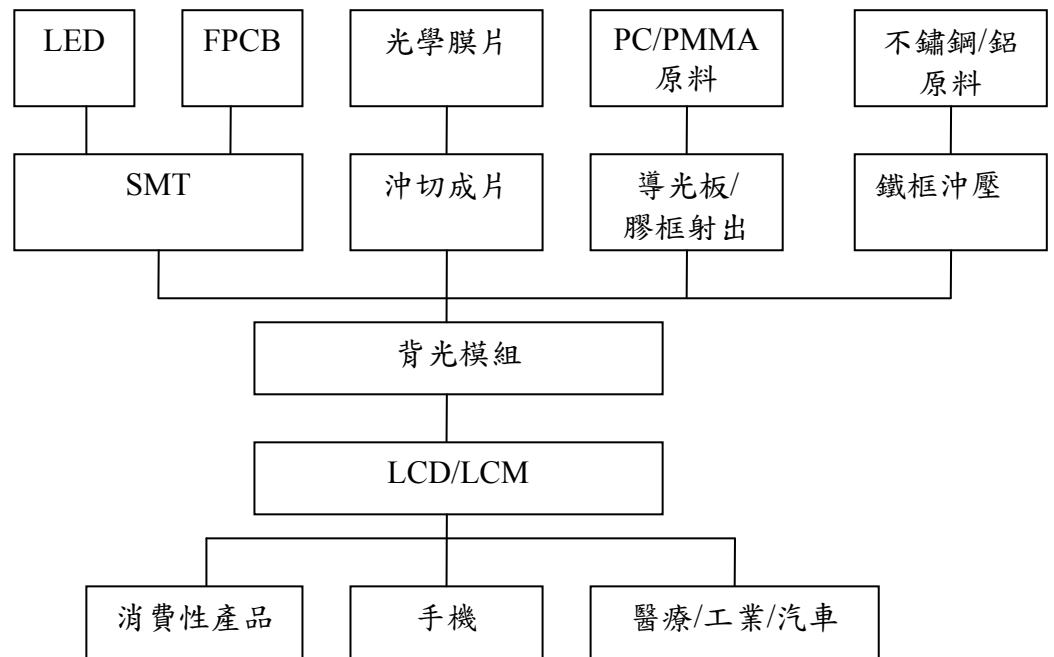 LED
FPCB
光學膜片
PC/PMMA
原料
不鏽鋼/鋁
原料
SMT
沖切成片
導光板/
膠框射出
鐵框沖壓
背光模組
LCD/LCM
消費性產品
手機
醫療/工業/汽車